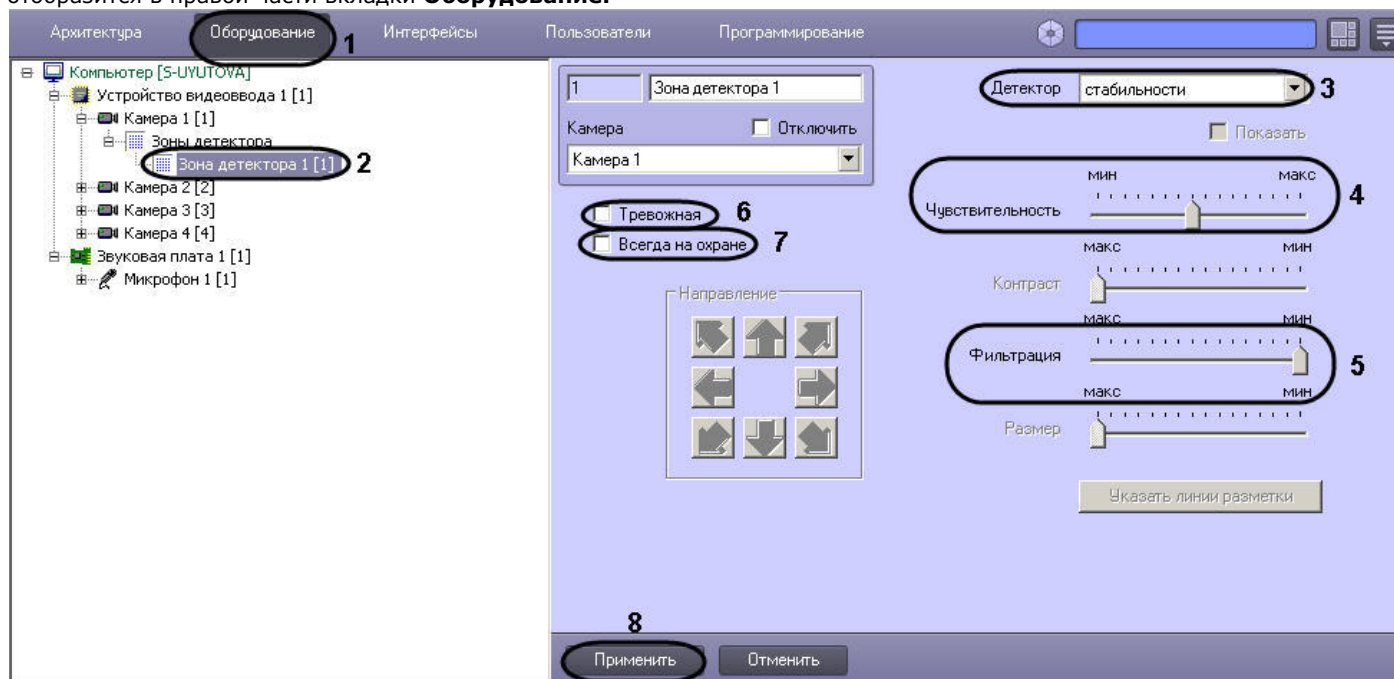 отобразится в правой части вкладки Оборудование.
Архитектура Оборудование 1 Интерфейсы Пользователи Программирование
Компьютер [S-UYUTOVA]
Устройство видеоввода 1 [1]
Камера 1 [1]
Зоны детектора
Зона детектора 1 [1] 2
Камера 2 [2]
Камера 3 [3]
Камера 4 [4]
Звуковая плата 1 [1]
Микрофон 1 [1]
1 Зона детектора 1
Камера Отключить
Камера 1
Тревожная 6
Всегда на охране 7
Направление
Детектор стабильности 3
Показать
мин макс
Чувствительность 4
макс мин
Контраст
макс мин
Фильтрация 5
макс мин
Размер
Указать линии разметки
8
Применить Отменить